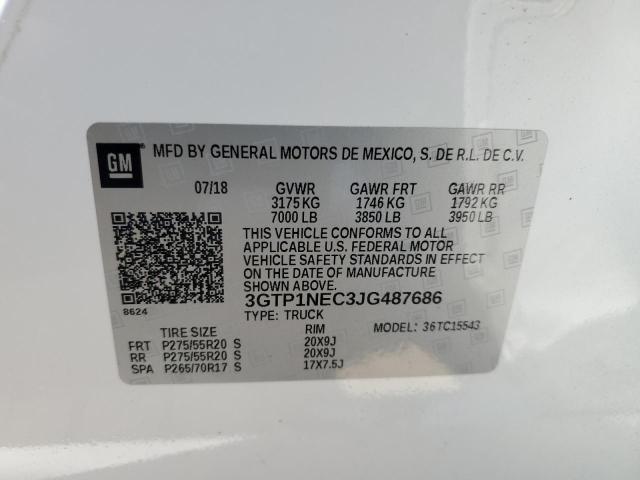 GM MFD BY GENERAL MOTORS DE MEXICO, S. DE R.L. DE C.V.
07/18 GVWR GAWR FRT GAWR RR
3175 KG 1746 KG 1792 KG
7000 LB 3850 LB 3950 LB
THIS VEHICLE CONFORMS TO ALL
APPLICABLE U.S. FEDERAL MOTOR
VEHICLE SAFETY STANDARDS IN EFFECT
ON THE DATE OF MANUFACTURE
SHOWN ABOVE.
8624
3GTP1NEC3JG487686
TYPE: TRUCK MODEL: 36TC15543
TIRE SIZE RIM
FRT P275/55R20 S 20X9J
RR P275/55R20 S 20X9J
SPA P265/70R17 S 17X7.5J